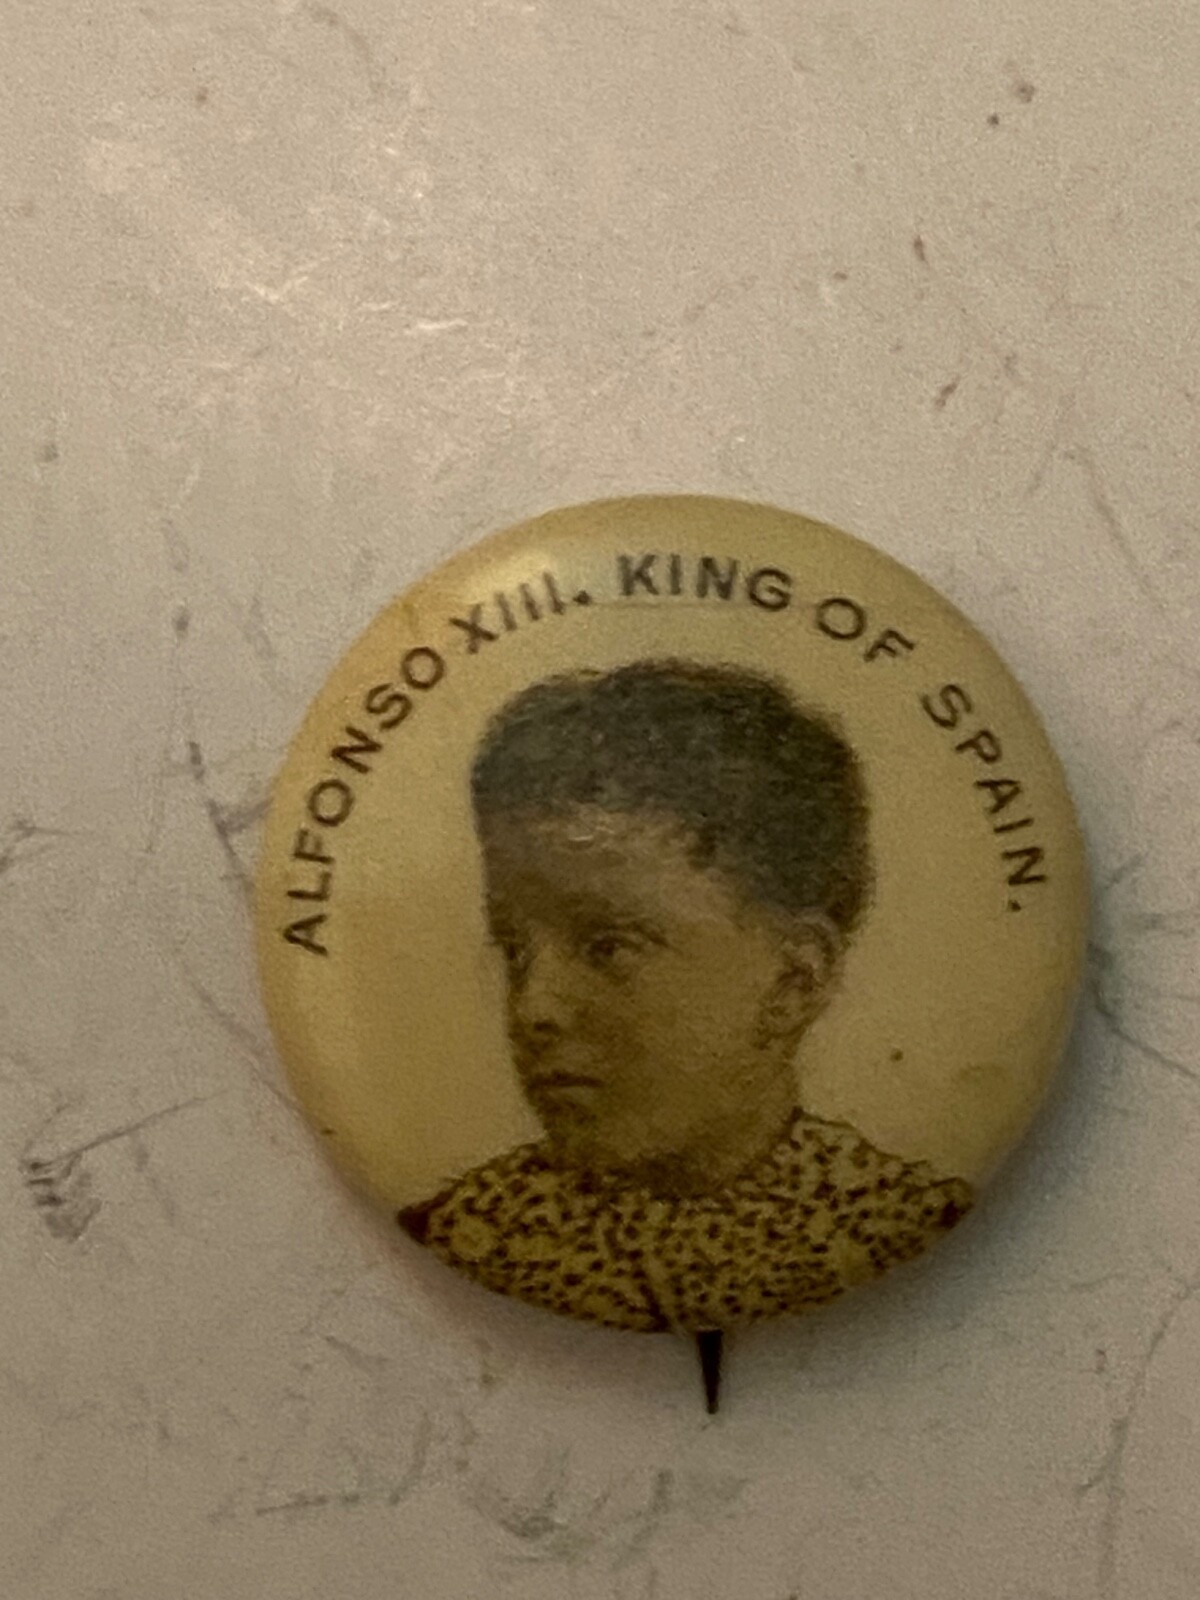 ALFONSO XIII. KING OF SPAIN.